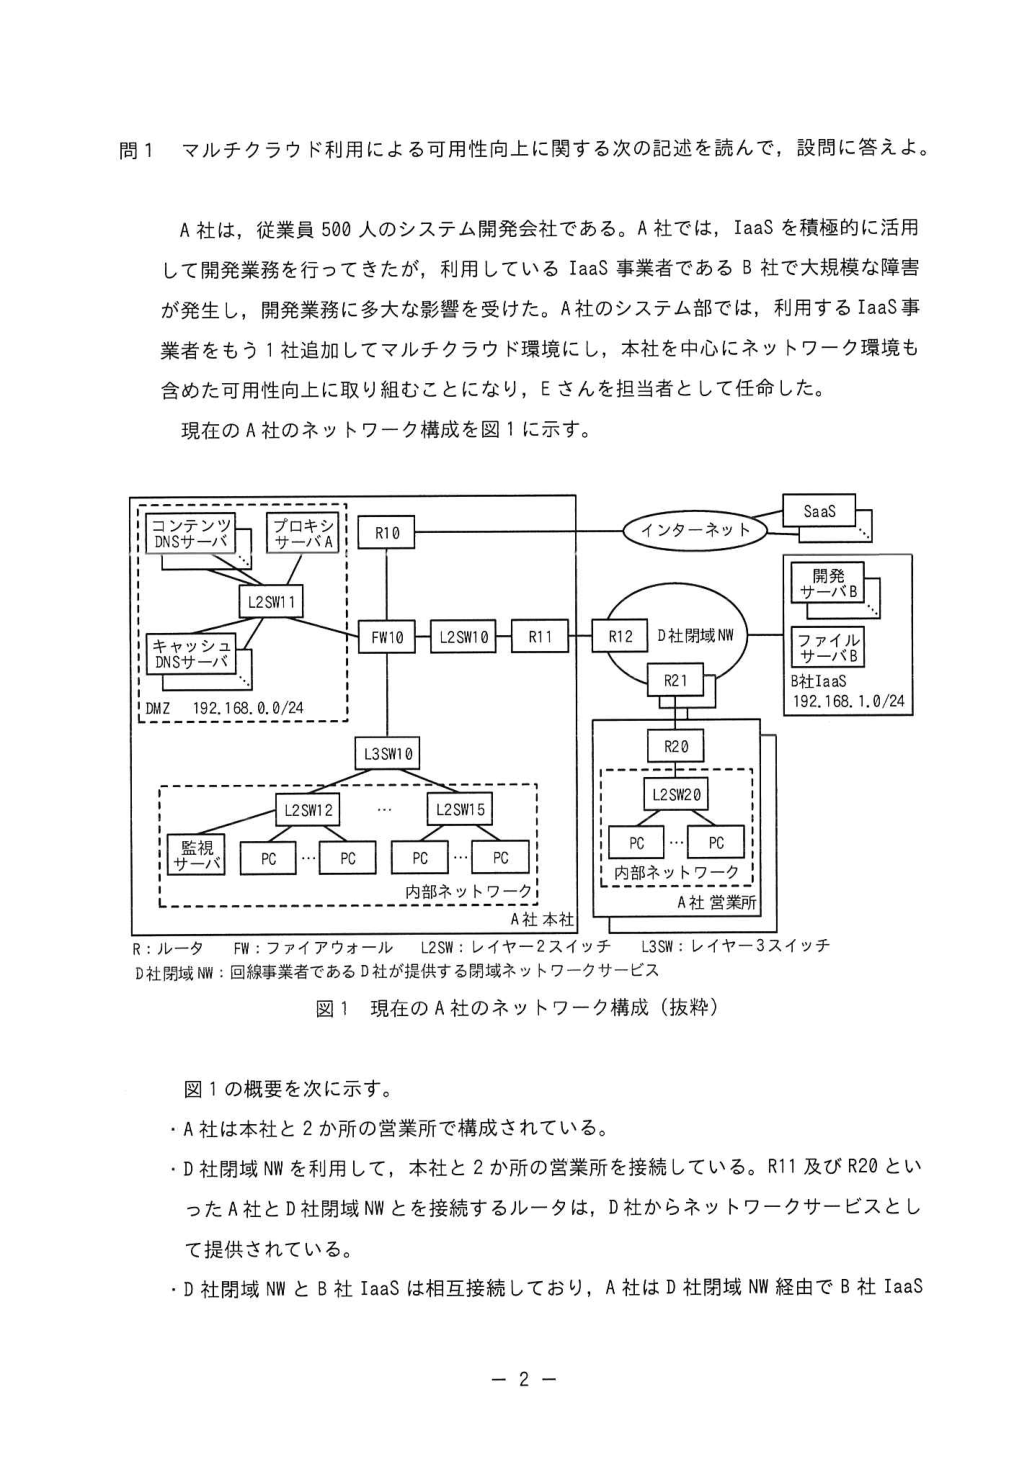 問1 マルチクラウド利用による可用性向上に関する次の記述を読んで，設問に答えよ。
A社は，従業員500人のシステム開発会社である。A社では，IaaSを積極的に活用
して開発業務を行ってきたが，利用しているIaaS事業者であるB社で大規模な障害
が発生し，開発業務に多大な影響を受けた。A社のシステム部では，利用するIaaS事
業者をもう1社追加してマルチクラウド環境にし，本社を中心にネットワーク環境も
含めた可用性向上に取り組むことになり，Eさんを担当者として任命した。
現在のA社のネットワーク構成を図1に示す。
コンテンツ
DNSサーバ
プロキシ
サーバA
R10
インターネット
SaaS
L2SW11
開発
サーバB
キャッシュ
DNSサーバ
FW10
L2SW10
R11
R12
D社閉域NW
ファイル
サーバB
R21
B社IaaS
192.168.1.0/24
DMZ 192.168.0.0/24
L3SW10
R20
L2SW12
…
L2SW15
L2SW20
監視
サーバ
PC
…
PC
PC
…
PC
PC
…
PC
内部ネットワーク
内部ネットワーク
A社 本社
A社 営業所
R：ルータ FW：ファイアウォール L2SW：レイヤー2スイッチ L3SW：レイヤー3スイッチ
D社閉域NW：回線事業者であるD社が提供する閉域ネットワークサービス
図1 現在のA社のネットワーク構成（抜粋）
図1の概要を次に示す。
・A社は本社と2か所の営業所で構成されている。
・D社閉域NWを利用して，本社と2か所の営業所を接続している。R11及びR20とい
ったA社とD社閉域NWとを接続するルータは，D社からネットワークサービスとし
て提供されている。
・D社閉域NWとB社IaaSは相互接続しており，A社はD社閉域NW経由でB社IaaS
－ 2 －